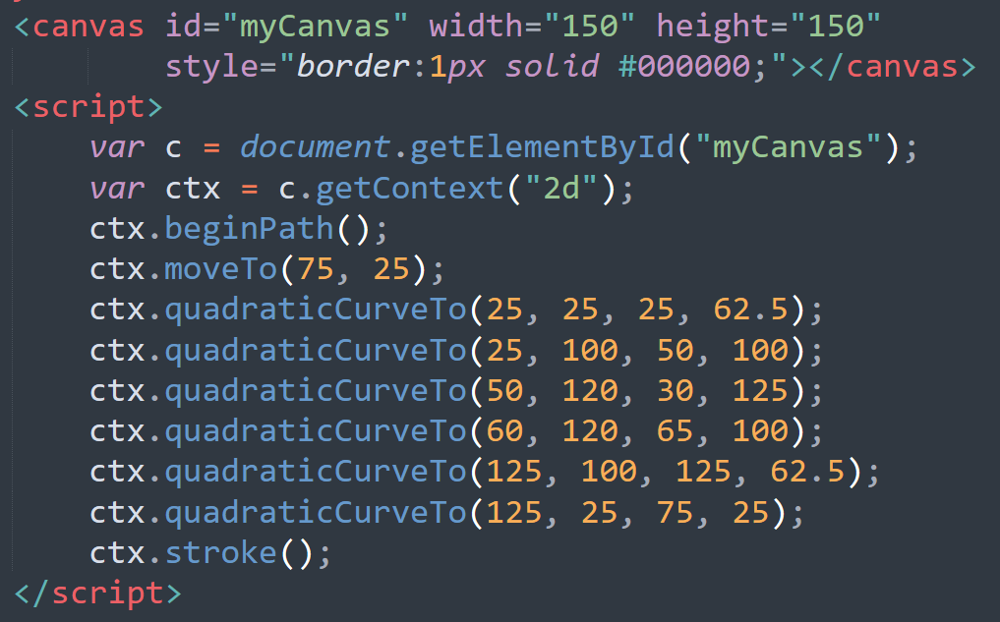 <canvas id="myCanvas" width="150" height="150"
        style="border:1px solid #000000;"></canvas>
<script>
    var c = document.getElementById("myCanvas");
    var ctx = c.getContext("2d");
    ctx.beginPath();
    ctx.moveTo(75, 25);
    ctx.quadraticCurveTo(25, 25, 25, 62.5);
    ctx.quadraticCurveTo(25, 100, 50, 100);
    ctx.quadraticCurveTo(50, 120, 30, 125);
    ctx.quadraticCurveTo(60, 120, 65, 100);
    ctx.quadraticCurveTo(125, 100, 125, 62.5);
    ctx.quadraticCurveTo(125, 25, 75, 25);
    ctx.stroke();
</script>